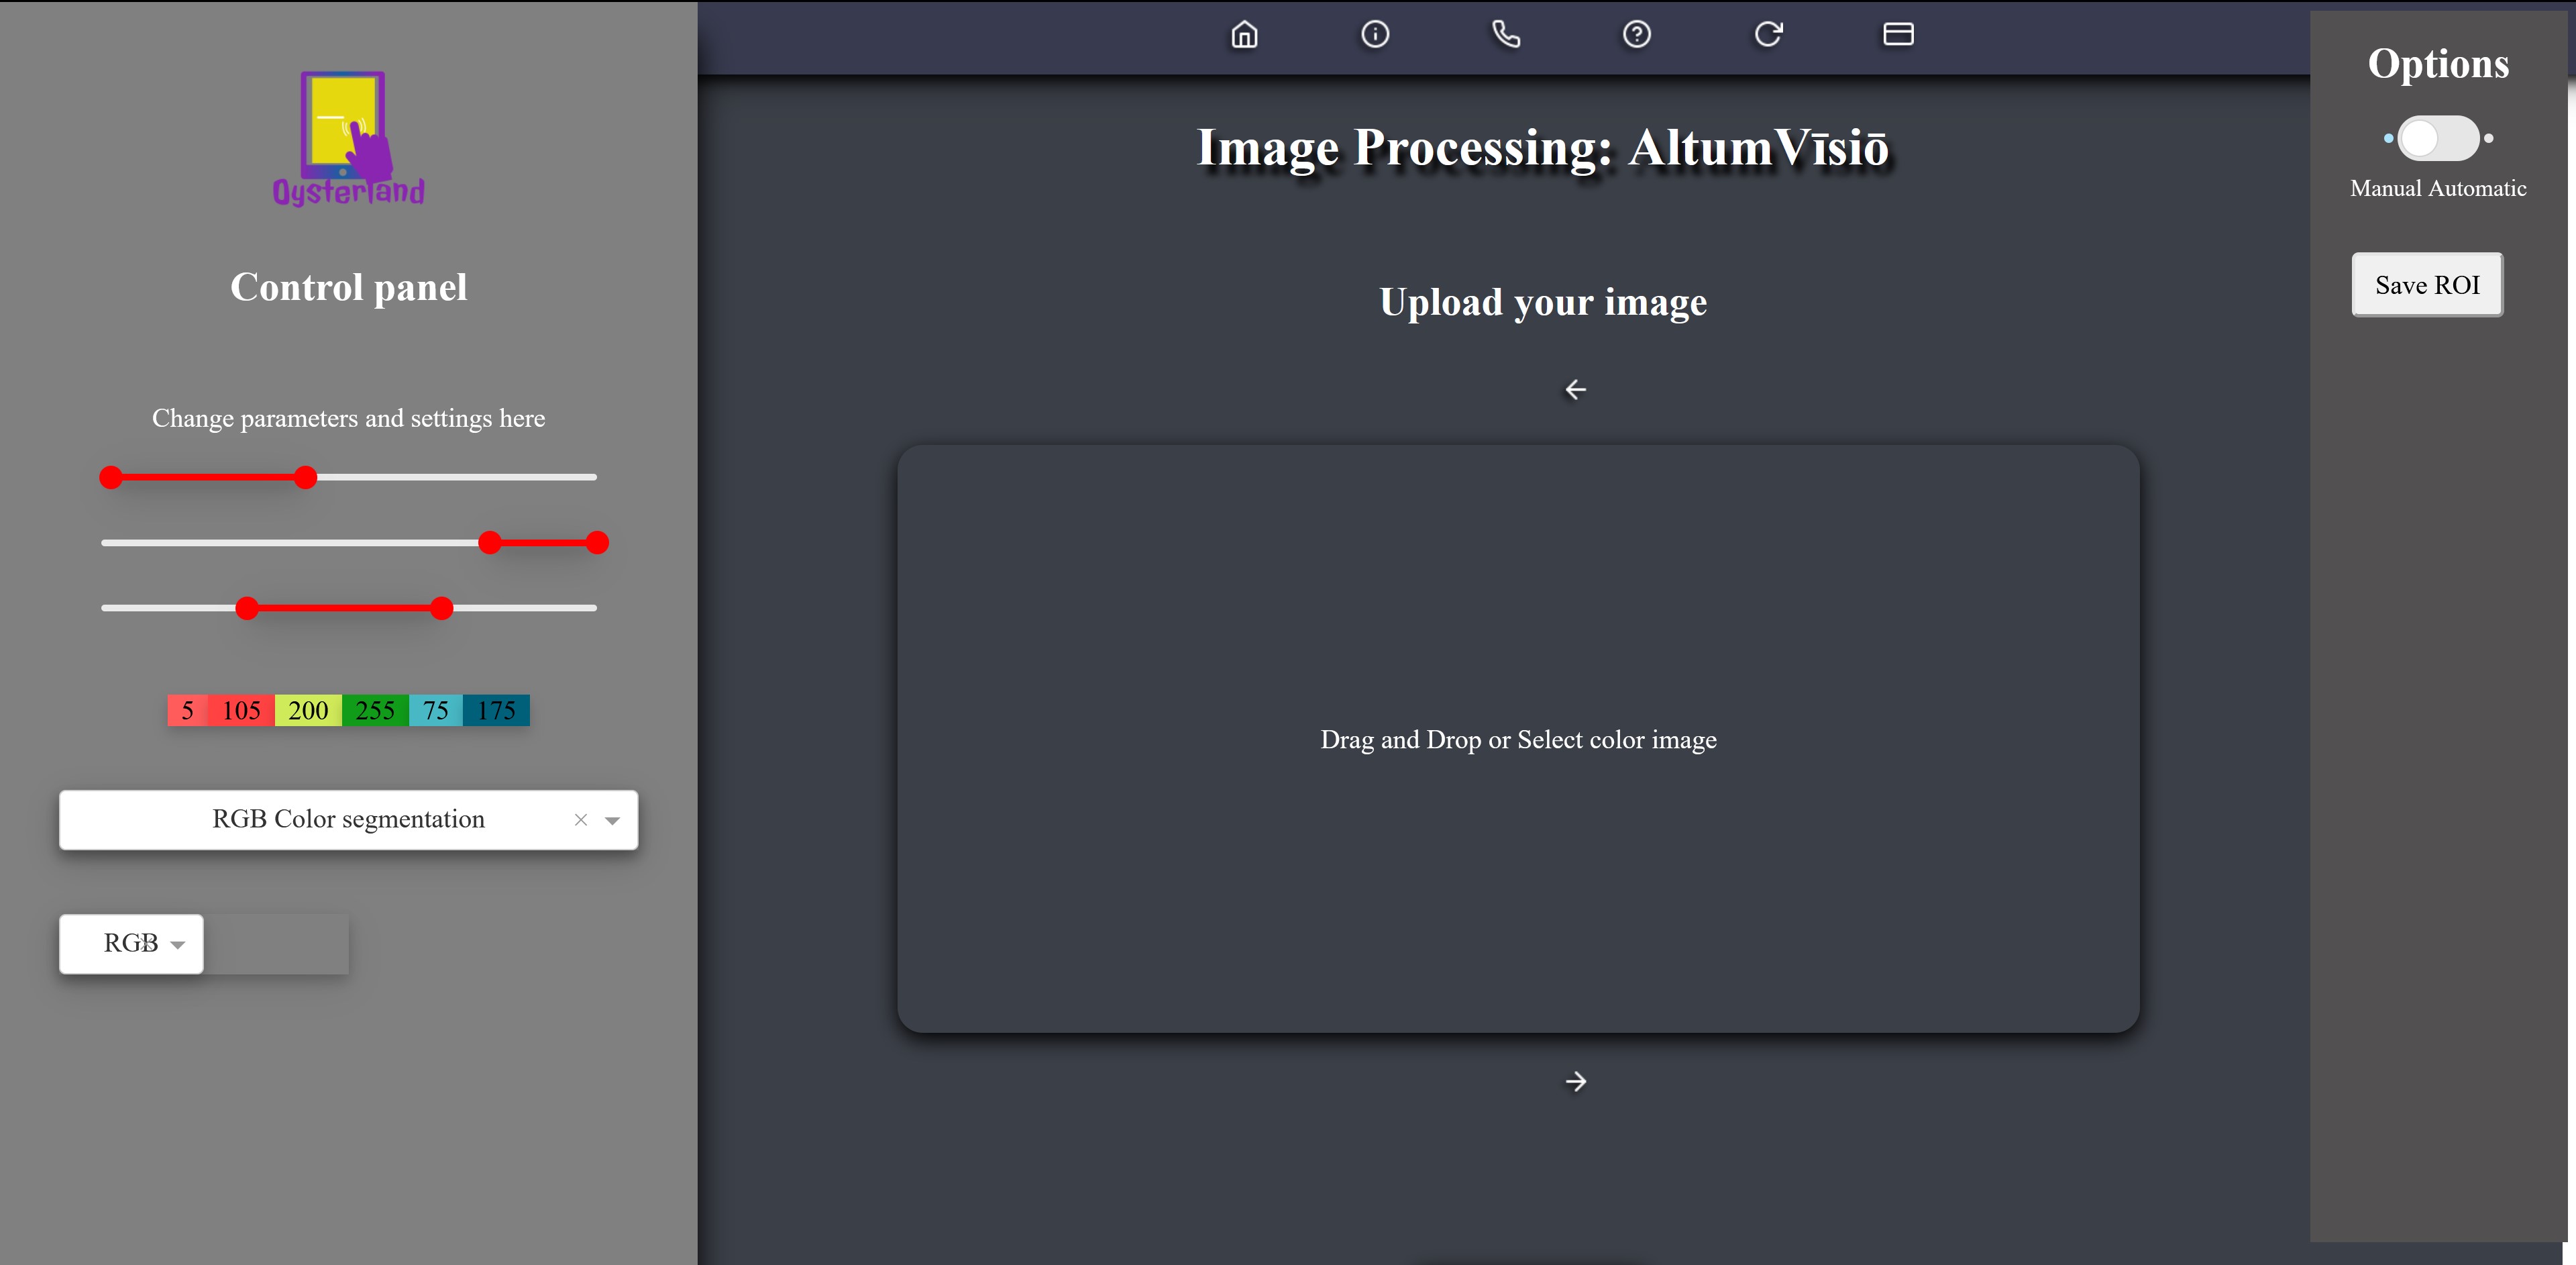 Oysterland
Control panel
Change parameters and settings here
5 105 200 255 75 175
RGB Color segmentation
RGB
Image Processing: AltumVīsiō
Upload your image
Drag and Drop or Select color image
Options
Manual Automatic
Save ROI